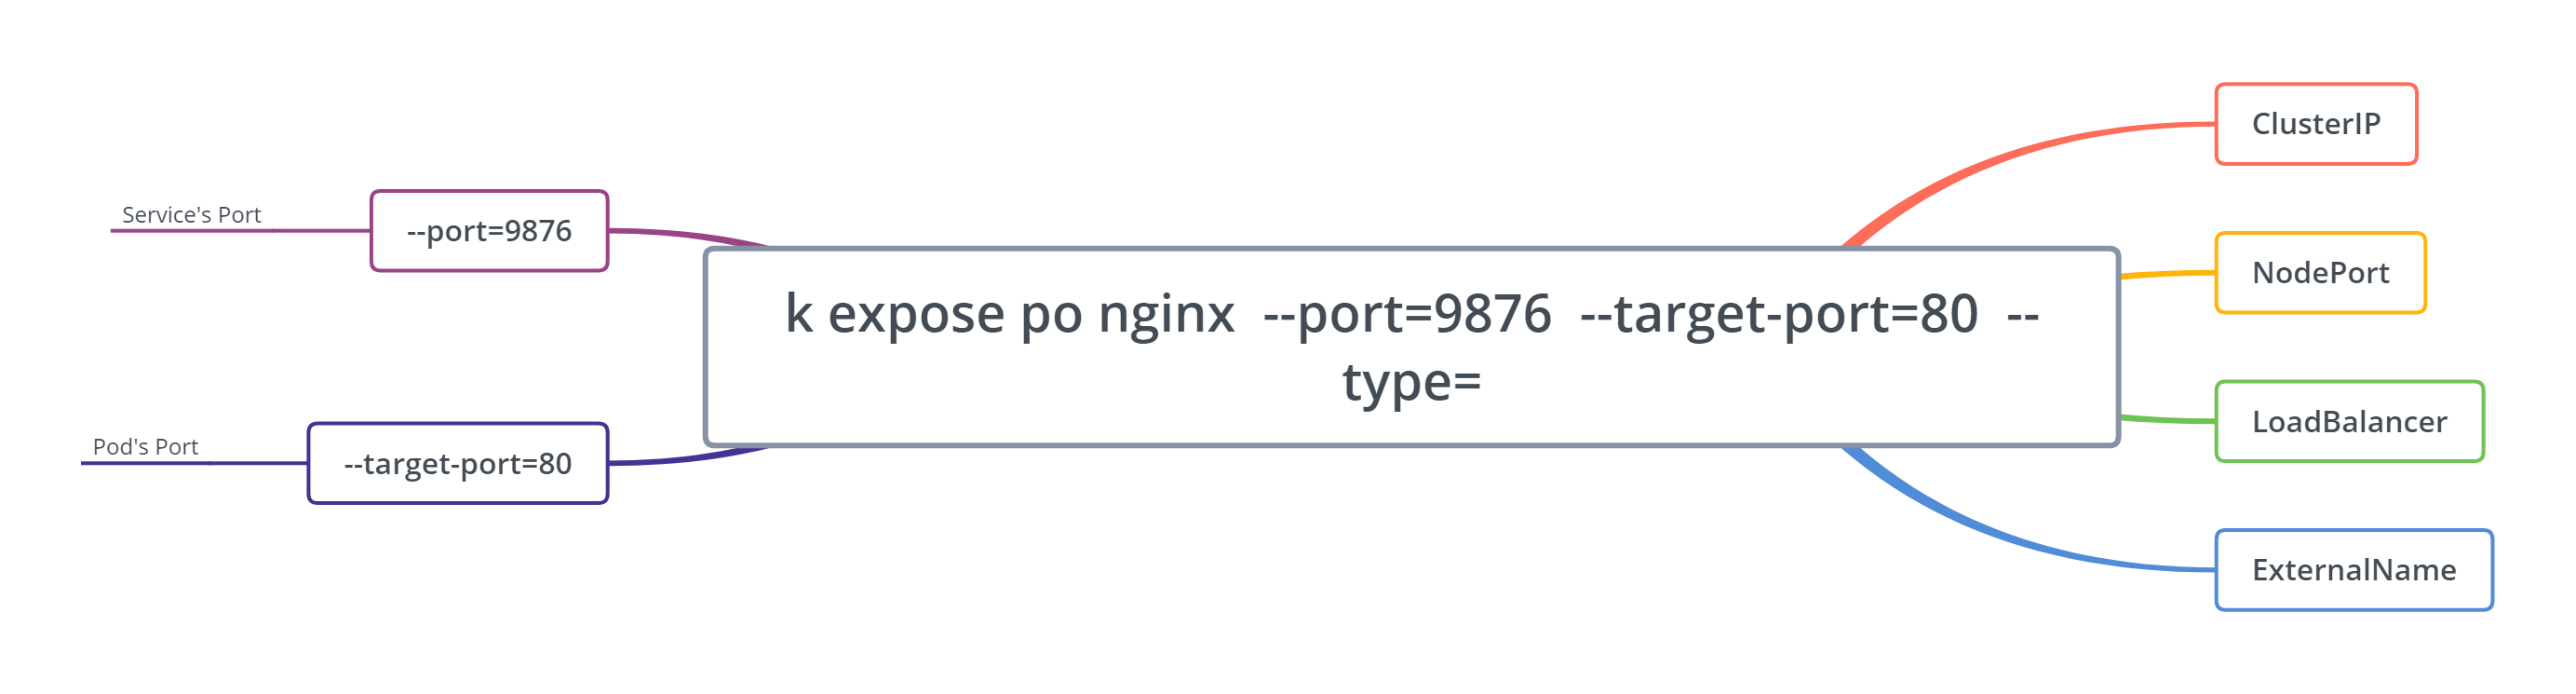 Service's Port
--port=9876
Pod's Port
--target-port=80
k expose po nginx  --port=9876  --target-port=80  --
type=
ClusterIP
NodePort
LoadBalancer
ExternalName